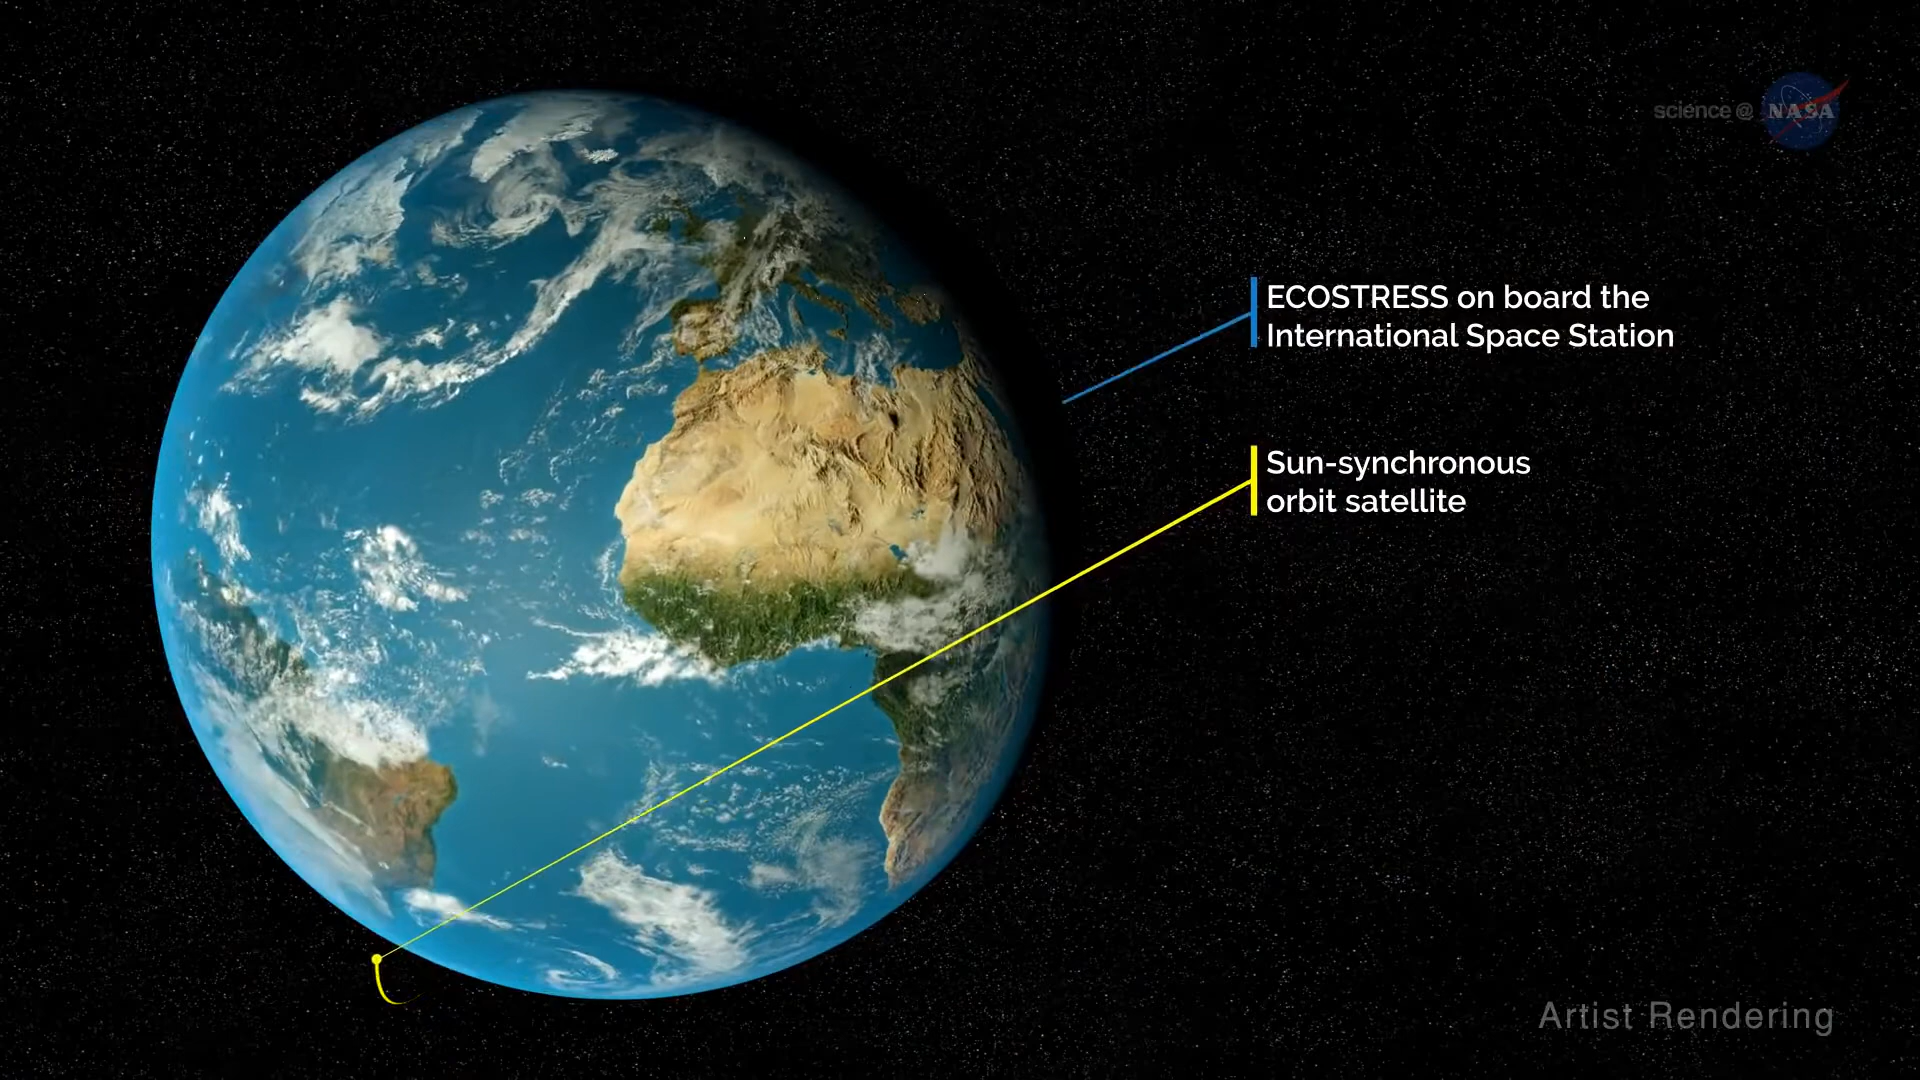 science @ NASA
ECOSTRESS on board the
International Space Station
Sun-synchronous
orbit satellite
Artist Rendering